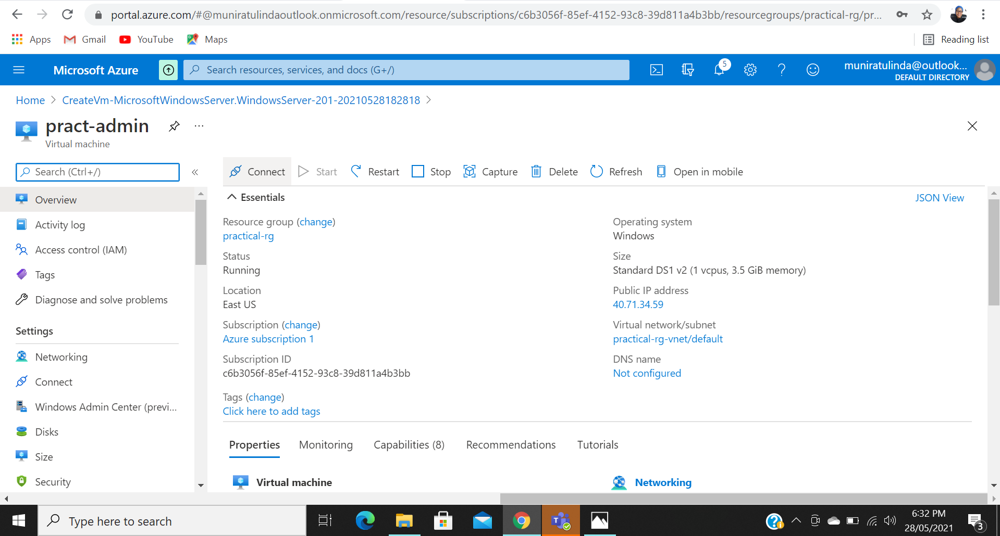 portal.azure.com/#@muniratulindaoutlook.onmicrosoft.com/resource/subscriptions/c6b3056f-85ef-4152-93c8-39d811a4b3bb/resourcegroups/practical-rg/pr...
Apps Gmail YouTube Maps Reading list
Microsoft Azure Search resources, services, and docs (G+/) 5 muniratulinda@outlook...
DEFAULT DIRECTORY
Home > CreateVm-MicrosoftWindowsServer.WindowsServer-201-20210528182818 >
pract-admin ...
Virtual machine
Search (Ctrl+/) «
Overview
Activity log
Access control (IAM)
Tags
Diagnose and solve problems
Settings
Networking
Connect
Windows Admin Center (previ...
Disks
Size
Security
Connect Start Restart Stop Capture Delete Refresh Open in mobile
Essentials JSON View
Resource group (change)
practical-rg
Status
Running
Location
East US
Subscription (change)
Azure subscription 1
Subscription ID
c6b3056f-85ef-4152-93c8-39d811a4b3bb
Tags (change)
Click here to add tags
Operating system
Windows
Size
Standard DS1 v2 (1 vcpus, 3.5 GiB memory)
Public IP address
40.71.34.59
Virtual network/subnet
practical-rg-vnet/default
DNS name
Not configured
Properties Monitoring Capabilities (8) Recommendations Tutorials
Virtual machine Networking
Type here to search
6:32 PM
28/05/2021
3